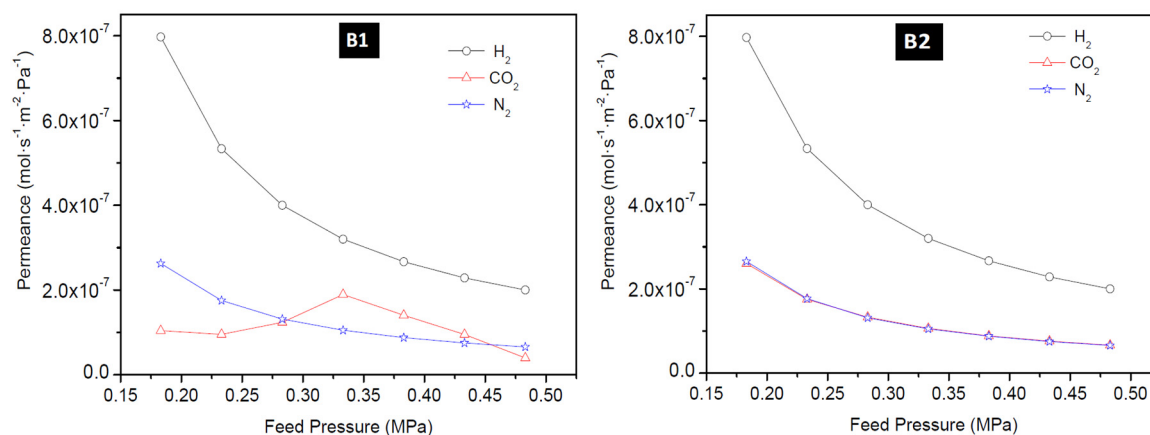 B1
H₂
CO₂
N₂
8.0x10⁻⁷
6.0x10⁻⁷
4.0x10⁻⁷
2.0x10⁻⁷
0.0
Permeance (mol·s⁻¹·m⁻²·Pa⁻¹)
0.15 0.20 0.25 0.30 0.35 0.40 0.45 0.50
Feed Pressure (MPa)
B2
H₂
CO₂
N₂
8.0x10⁻⁷
6.0x10⁻⁷
4.0x10⁻⁷
2.0x10⁻⁷
0.0
Permeance (mol·s⁻¹·m⁻²·Pa⁻¹)
0.15 0.20 0.25 0.30 0.35 0.40 0.45 0.50
Feed Pressure (MPa)